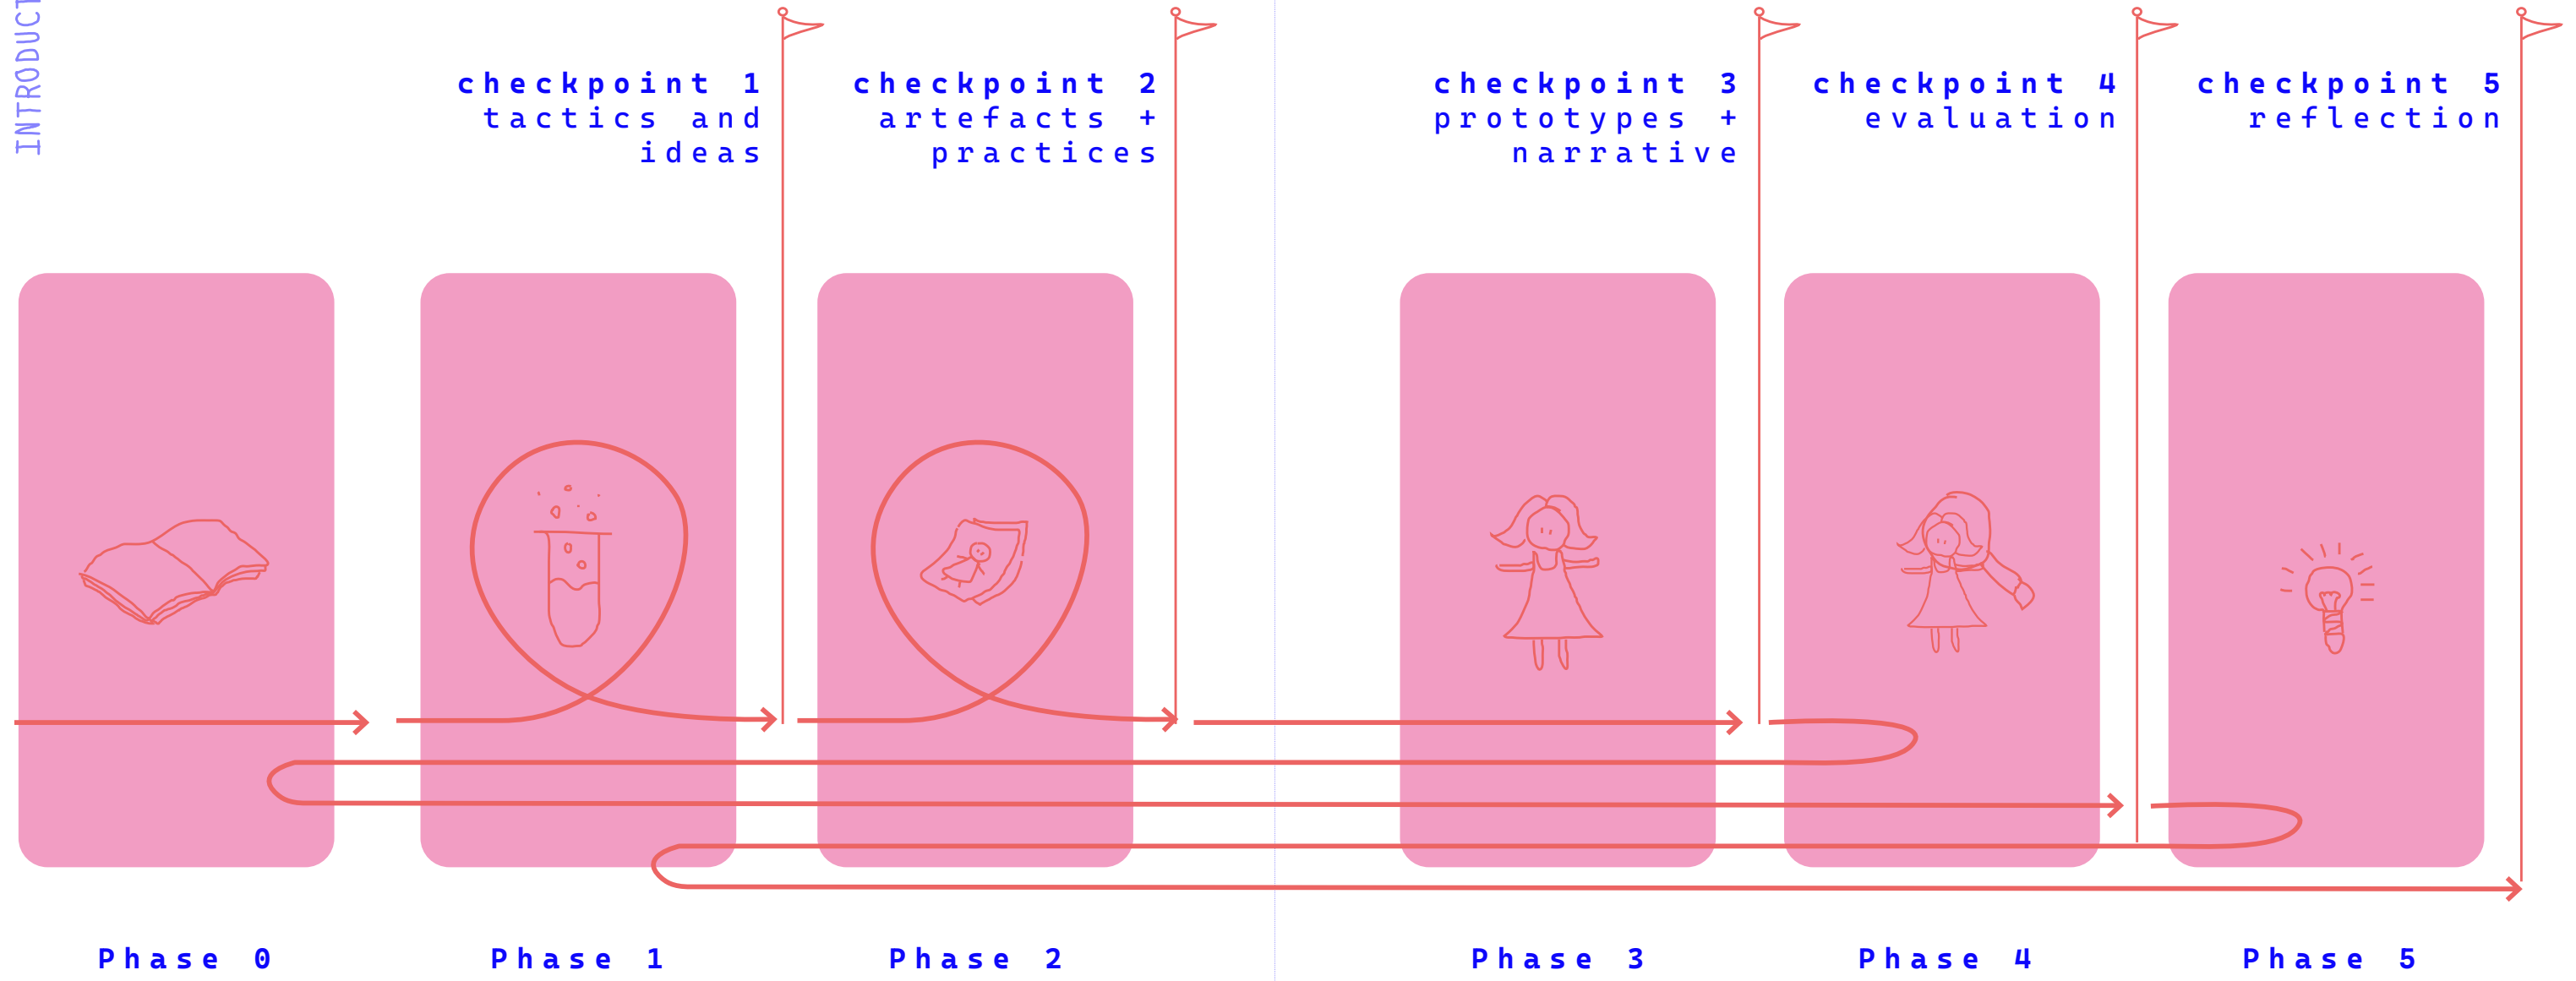 INTRODUCT
checkpoint 1
tactics and
ideas
checkpoint 2
artefacts +
practices
checkpoint 3
prototypes +
narrative
checkpoint 4
evaluation
checkpoint 5
reflection
Phase 0
Phase 1
Phase 2
Phase 3
Phase 4
Phase 5